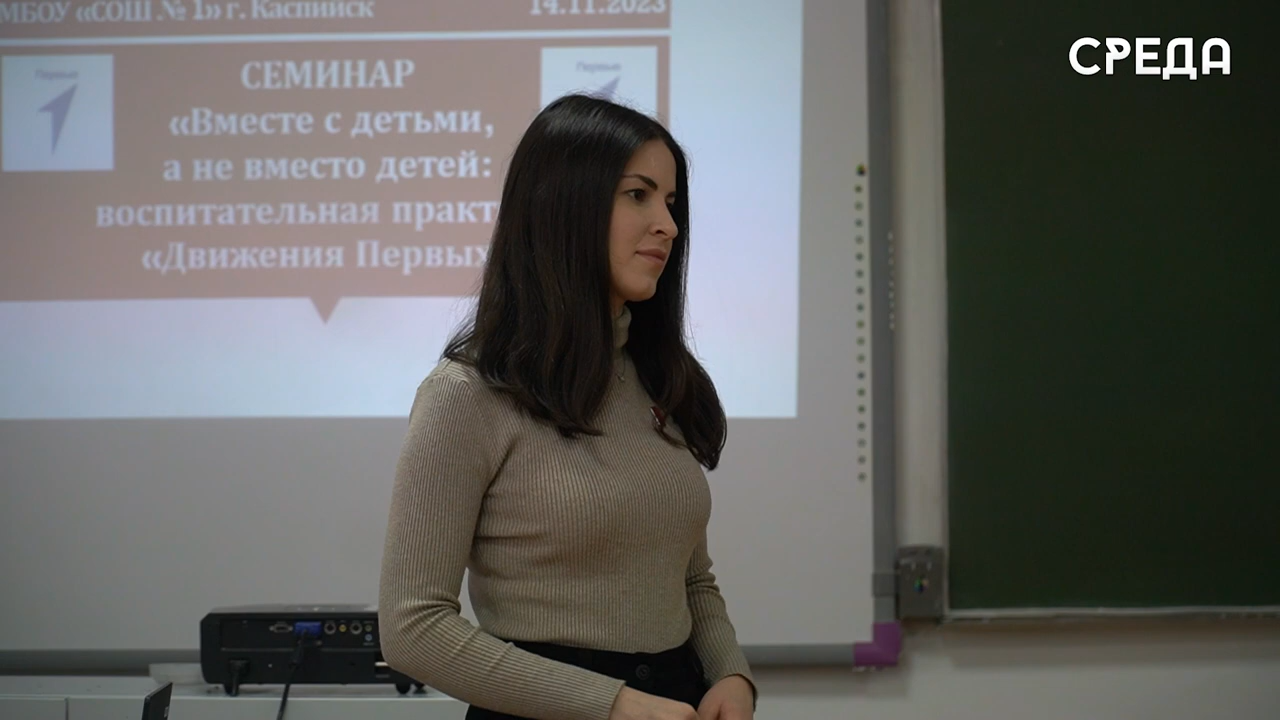 МБОУ «СОШ № 1» г. Каспийск 14.11.2023
СРЕДА
Первые
Первые
СЕМИНАР
«Вместе с детьми,
а не вместо детей:
воспитательная практ
«Движения Первых